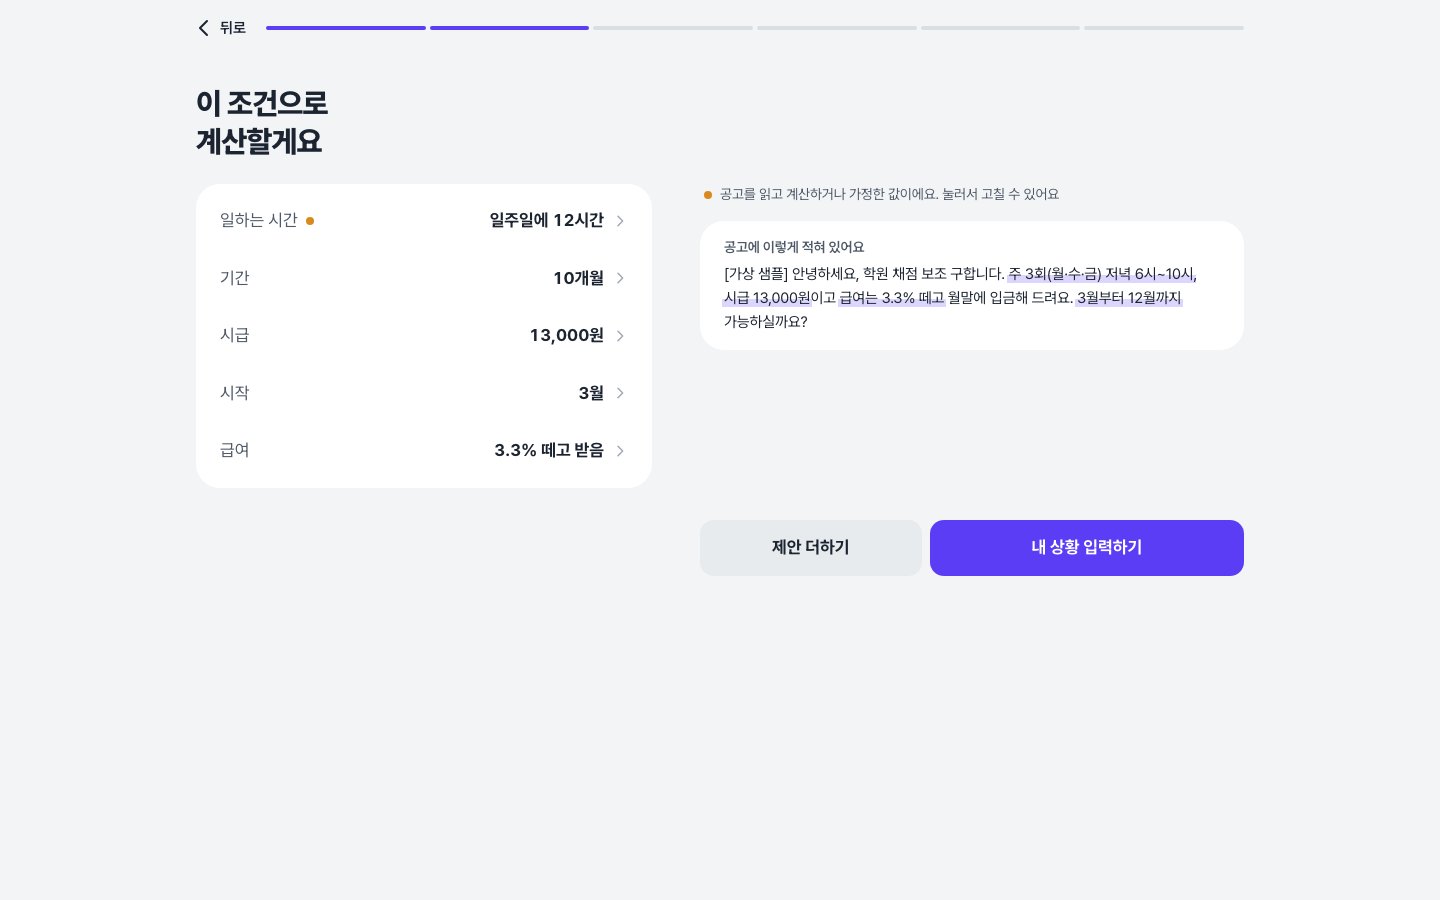 뒤로
이 조건으로
계산할게요
일하는 시간
일주일에 12시간
기간
10개월
시급
13,000원
시작
3월
급여
3.3% 떼고 받음
공고를 읽고 계산하거나 가정한 값이에요. 눌러서 고칠 수 있어요
공고에 이렇게 적혀 있어요
[가상 샘플] 안녕하세요, 학원 채점 보조 구합니다. 주 3회(월·수·금) 저녁 6시~10시,
시급 13,000원이고 급여는 3.3% 떼고 월말에 입금해 드려요. 3월부터 12월까지
가능하실까요?
제안 더하기
내 상황 입력하기